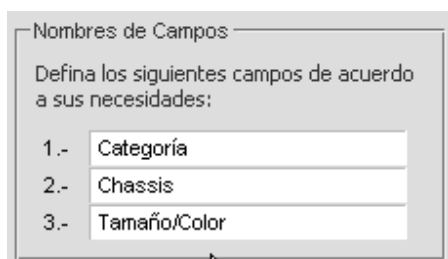 Nombres de Campos
Defina los siguientes campos de acuerdo
a sus necesidades:
1.- Categoría
2.- Chassis
3.- Tamaño/Color